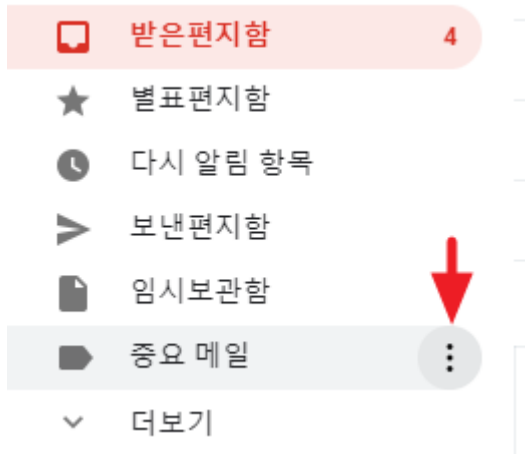 받은편지함 4
별표편지함
다시 알림 항목
보낸편지함
임시보관함
중요 메일
더보기